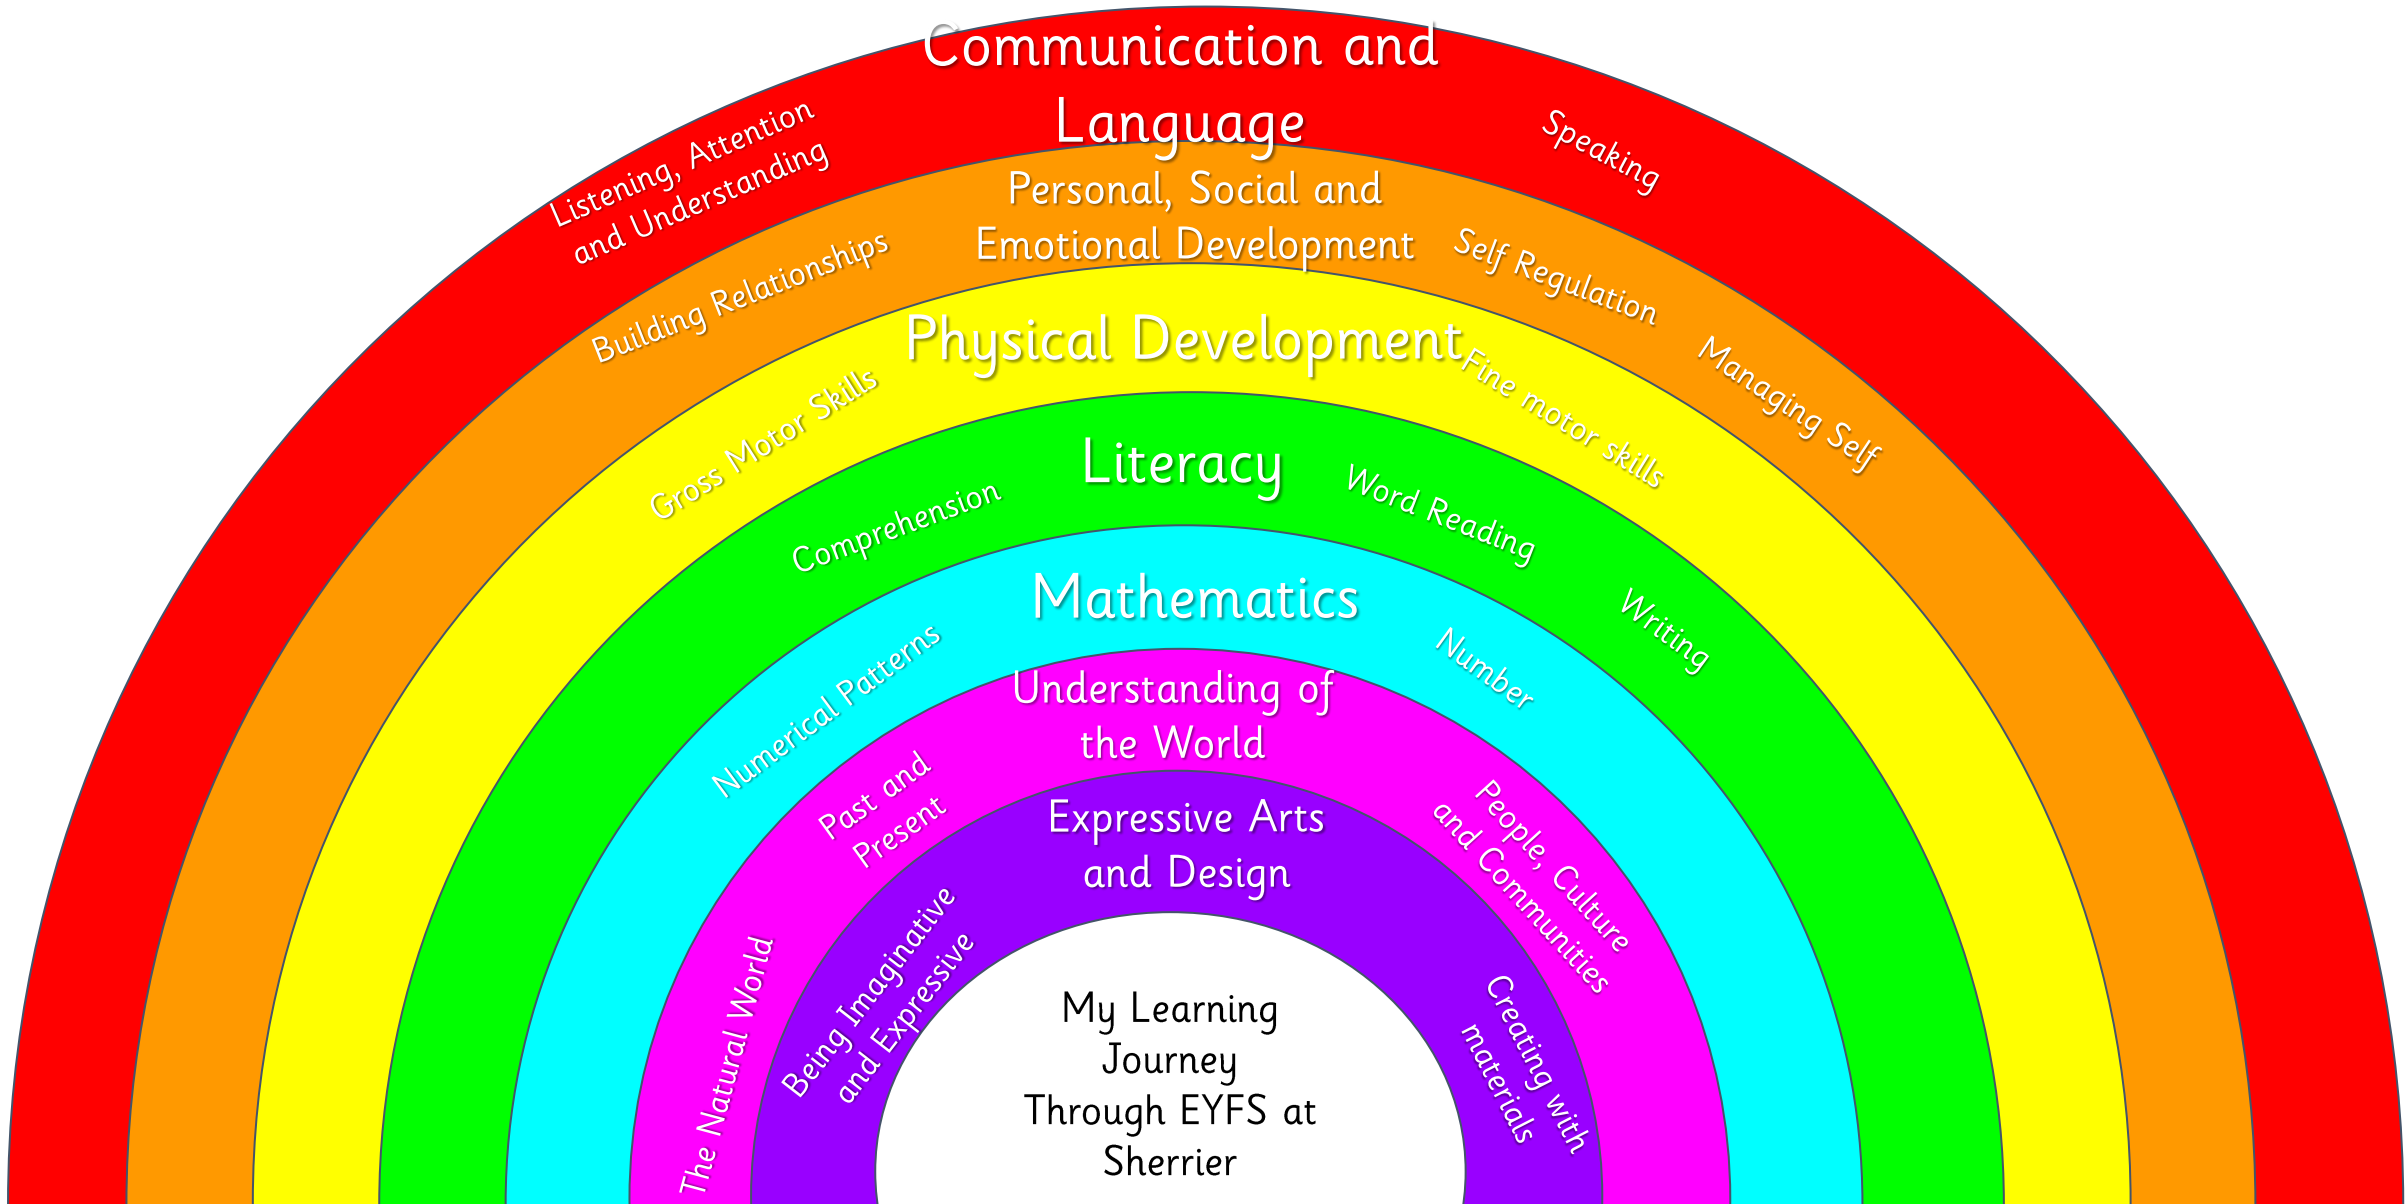 Communication and
Language
Listening, Attention
and Understanding
Speaking
Personal, Social and
Emotional Development
Building Relationships
Self Regulation
Managing Self
Physical Development
Gross Motor Skills
Fine motor skills
Literacy
Comprehension
Word Reading
Writing
Mathematics
Numerical Patterns
Number
Understanding of
the World
Past and
Present
The Natural World
People, Culture
and Communities
Expressive Arts
and Design
Being Imaginative
and Expressive
Creating with
materials
My Learning
Journey
Through EYFS at
Sherrier